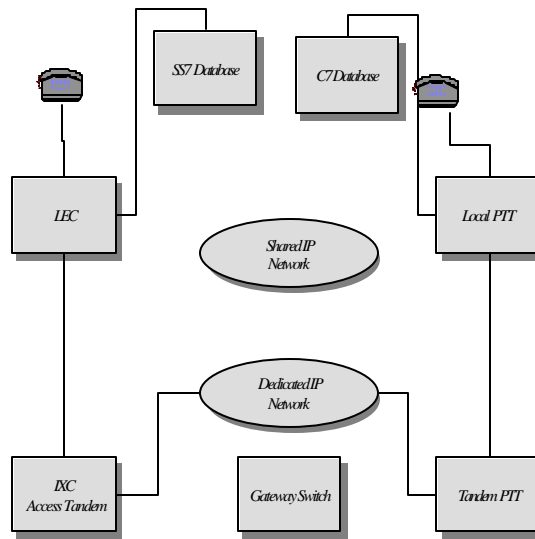 SS7 Database
C7 Database
LEC
Local PTT
Shared IP
Network
Dedicated IP
Network
IXC
Access Tandem
Gateway Switch
Tandem PTT